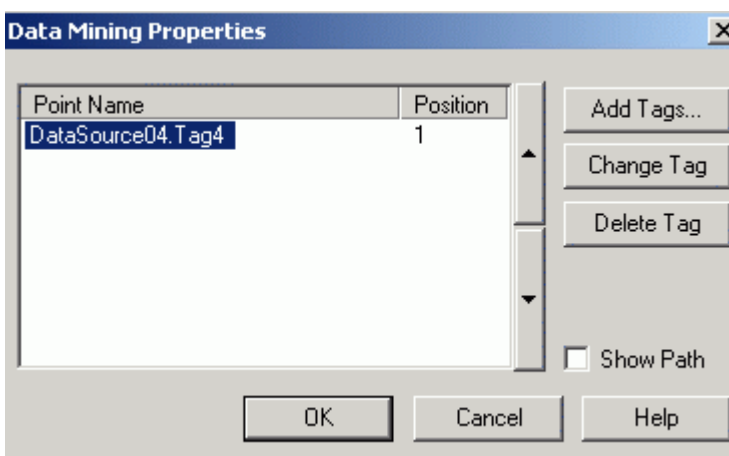 Data Mining Properties
Point Name Position
DataSource04.Tag4 1
Add Tags...
Change Tag
Delete Tag
Show Path
OK Cancel Help